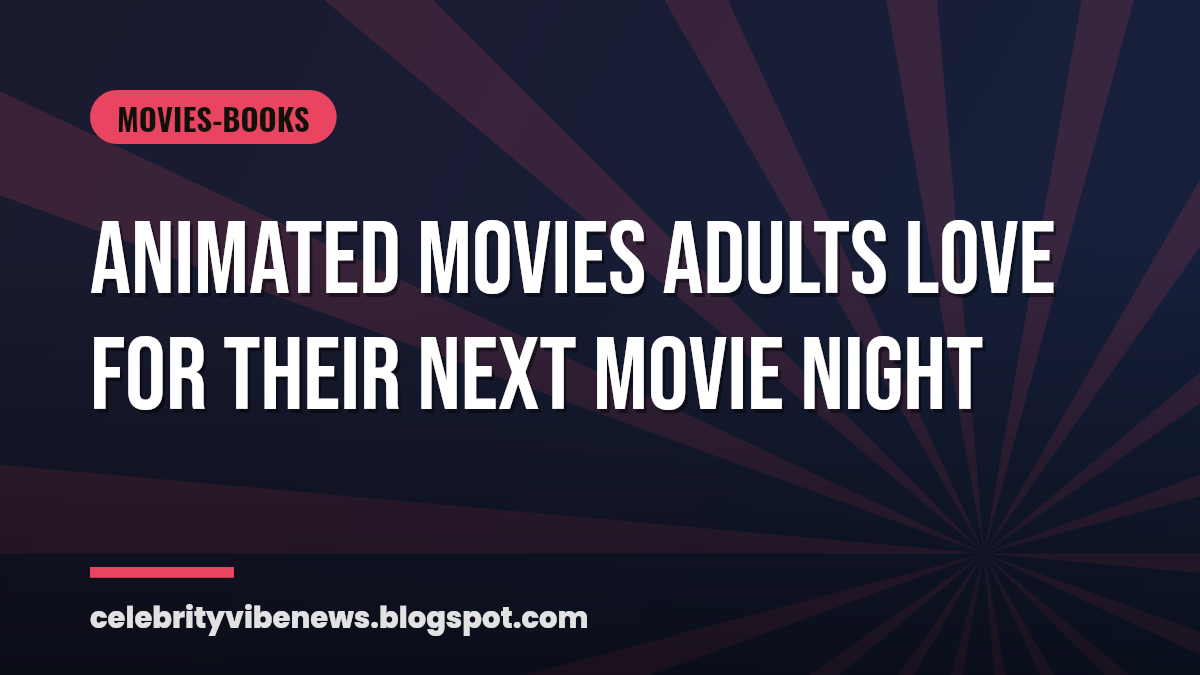 MOVIES-BOOKS
ANIMATED MOVIES ADULTS LOVE
FOR THEIR NEXT MOVIE NIGHT
celebrityvibenews.blogspot.com